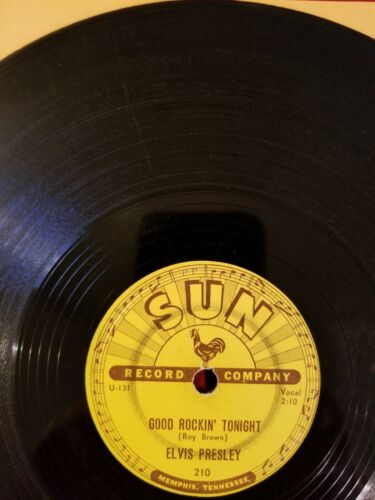 SUN
RECORD COMPANY
U-131
Vocal
2:10
GOOD ROCKIN' TONIGHT
(Roy Brown)
ELVIS PRESLEY
210
MEMPHIS, TENNESSEE